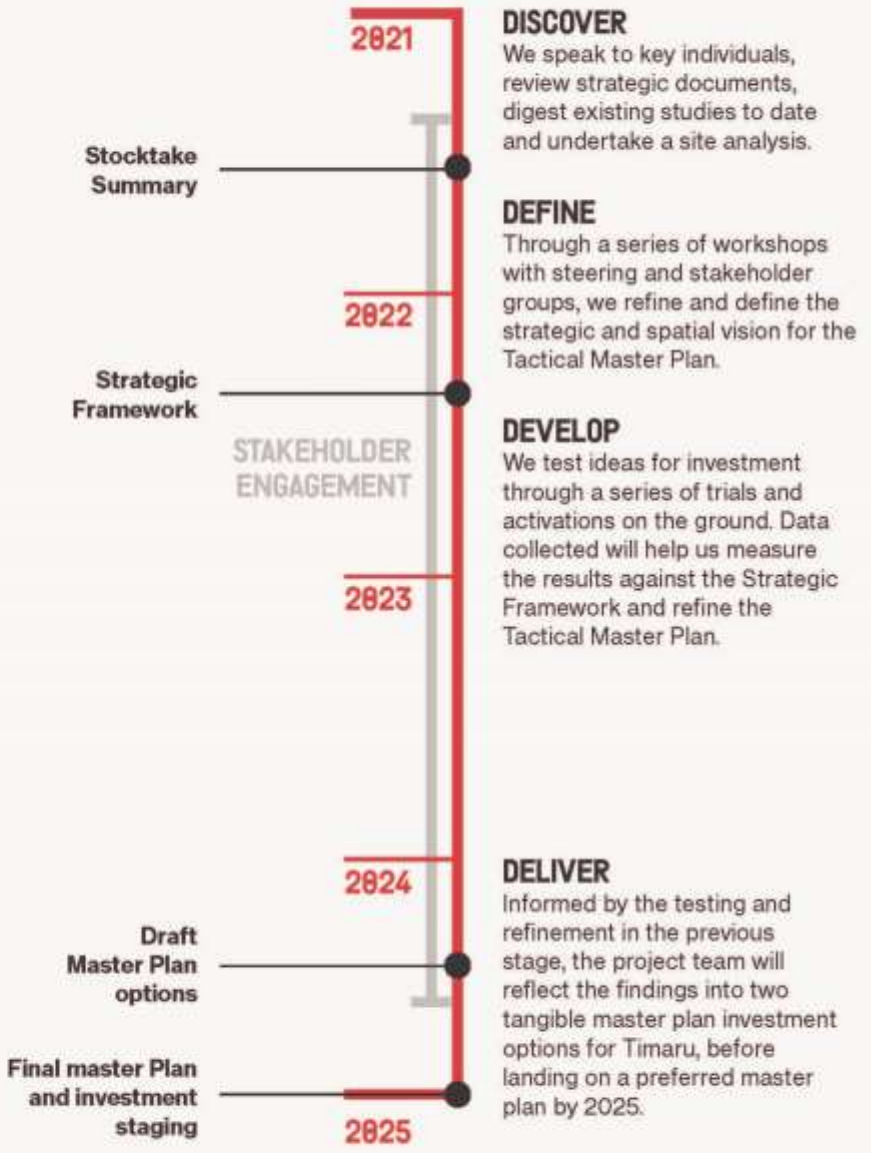 2021
DISCOVER
We speak to key individuals,
review strategic documents,
digest existing studies to date
and undertake a site analysis.
Stocktake
Summary
DEFINE
Through a series of workshops
with steering and stakeholder
groups, we refine and define the
strategic and spatial vision for the
Tactical Master Plan.
2022
Strategic
Framework
STAKEHOLDER
ENGAGEMENT
DEVELOP
We test ideas for investment
through a series of trials and
activations on the ground. Data
collected will help us measure
the results against the Strategic
Framework and refine the
Tactical Master Plan.
2023
2024
DELIVER
Informed by the testing and
refinement in the previous
stage, the project team will
reflect the findings into two
tangible master plan investment
options for Timaru, before
landing on a preferred master
plan by 2025.
Draft
Master Plan
options
Final master Plan
and investment
staging
2025